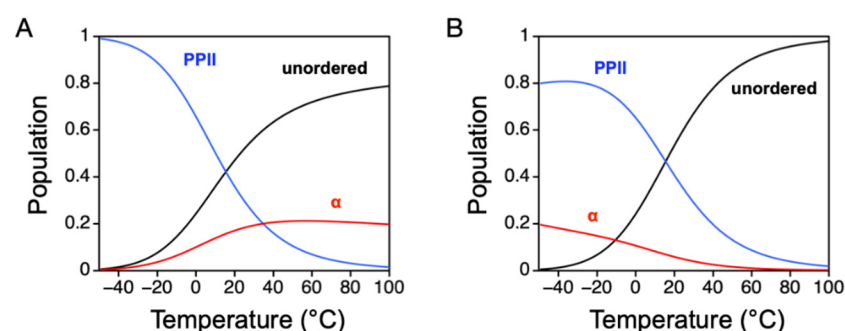 A
B
PPII
unordered
α
Population
1
0.8
0.6
0.4
0.2
0
−40 −20 0 20 40 60 80 100
Temperature (°C)
PPII
unordered
α
Population
1
0.8
0.6
0.4
0.2
0
−40 −20 0 20 40 60 80 100
Temperature (°C)